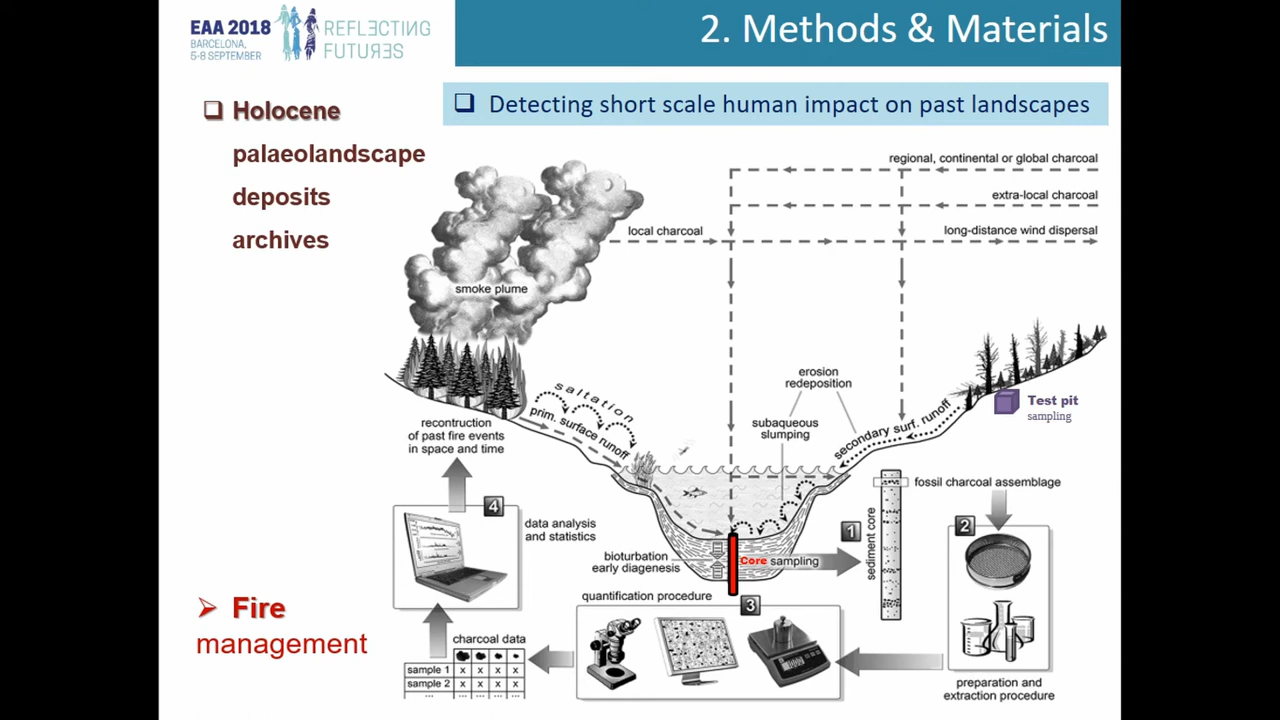 EAA 2018
BARCELONA,
5-8 SEPTEMBER
REFLECTING
FUTURES
2. Methods & Materials
Holocene
palaeolandscape
deposits
archives
Detecting short scale human impact on past landscapes
regional, continental or global charcoal
extra-local charcoal
local charcoal
long-distance wind dispersal
smoke plume
erosion
redeposition
Test pit
sampling
saltation
prim. surface runoff
subaqueous
slumping
secondary surf. runoff
recontruction
of past fire events
in space and time
fossil charcoal assemblage
4
data analysis
and statistics
bioturbation
early diagenesis
Core sampling
1
sediment core
2
Fire
management
quantification procedure
3
charcoal data
sample 1 x x x x
sample 2 x x x x
... ... ... ... ...
preparation and
extraction procedure